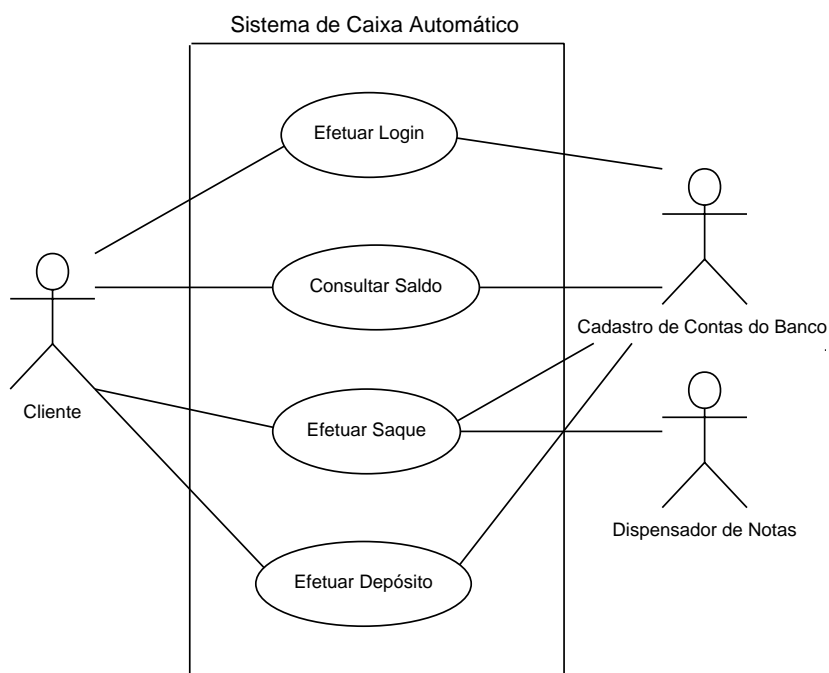 Sistema de Caixa Automático
Efetuar Login
Consultar Saldo
Cadastro de Contas do Banco
Cliente
Efetuar Saque
Dispensador de Notas
Efetuar Depósito